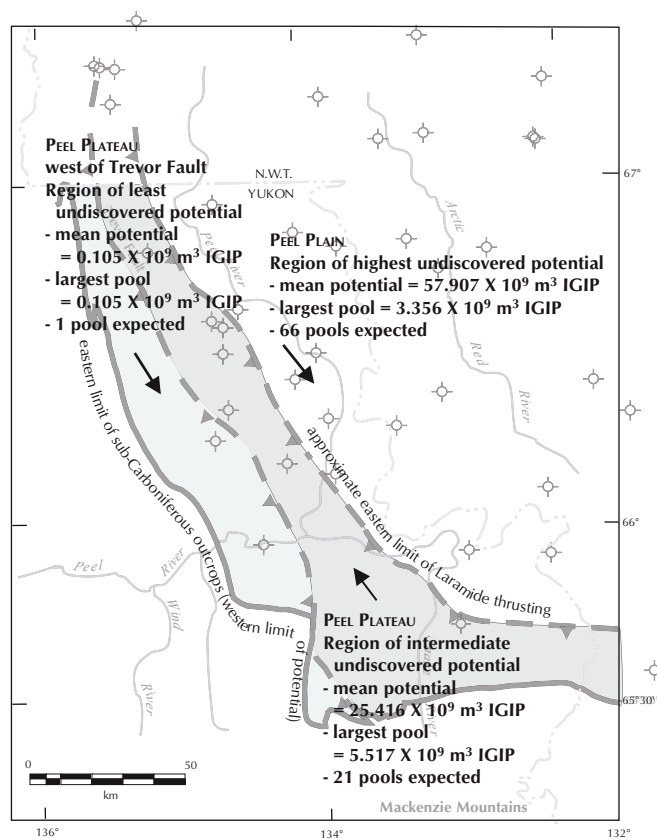 PEEL PLATEAU
west of Trevor Fault
Region of least
undiscovered potential
- mean potential
= 0.105 X 10⁹ m³ IGIP
- largest pool
= 0.105 X 10⁹ m³ IGIP
- 1 pool expected
N.W.T.
YUKON
67°
Trevor Fault
Peel River
Arctic
Red
River
PEEL PLAIN
Region of highest undiscovered potential
- mean potential = 57.907 X 10⁹ m³ IGIP
- largest pool = 3.356 X 10⁹ m³ IGIP
- 66 pools expected
eastern limit of sub-Carboniferous outcrops (western limit
of potential)
approximate eastern limit of Laramide thrusting
66°
Peel
River
Wind
River
PEEL PLATEAU
Region of intermediate
undiscovered potential
- mean potential
= 25.416 X 10⁹ m³ IGIP
- largest pool
= 5.517 X 10⁹ m³ IGIP
- 21 pools expected
River
65°30
0
50
km
Mackenzie Mountains
136°
134°
132°